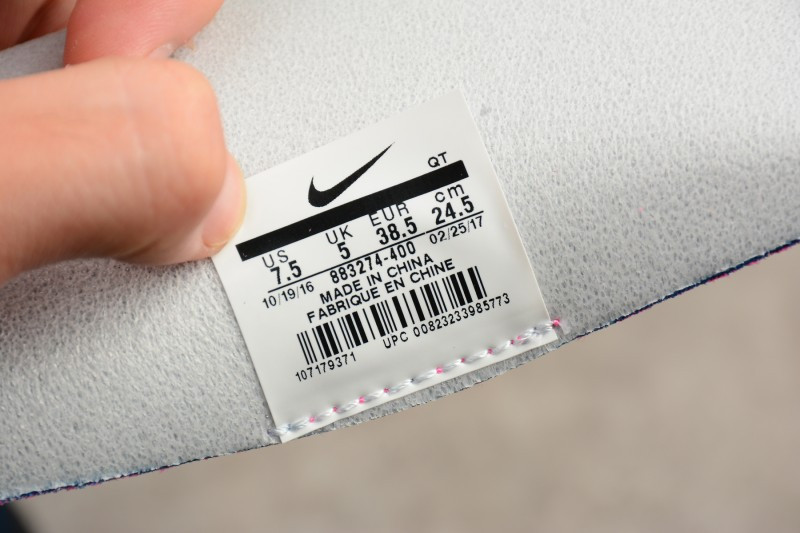 QT
US UK EUR cm
7.5 5 38.5 24.5
10/19/16 883274-400 02/25/17
MADE IN CHINA
FABRIQUE EN CHINE
107179371 UPC 00823233985773